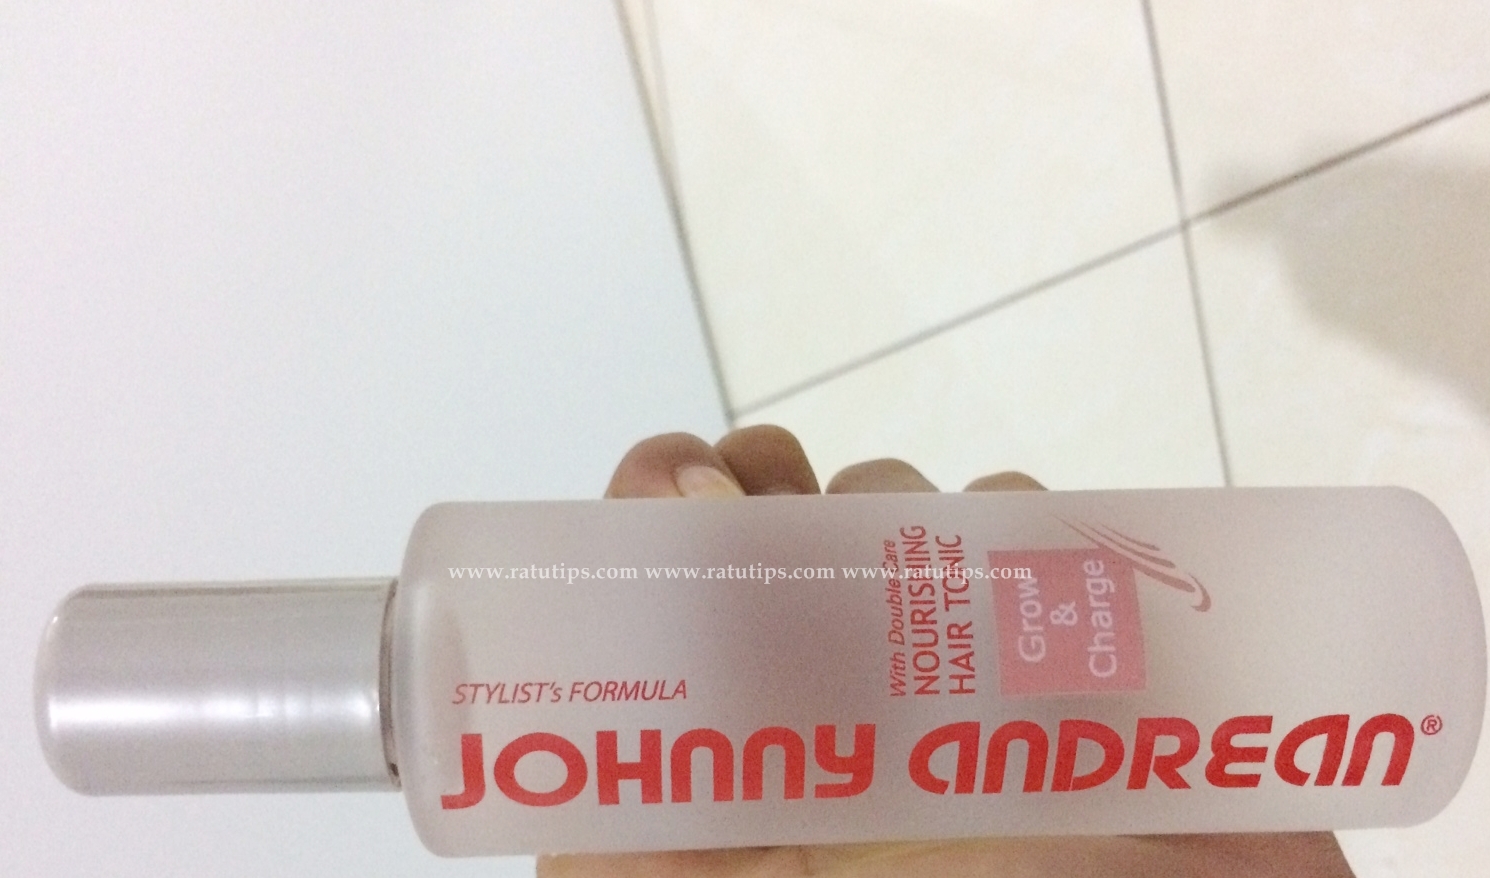 www.ratutips.com www.ratutips.com www.ratutips.com
With Double Care
NOURISHING
HAIR TONIC
Grow
&
Charge
STYLIST's FORMULA
JOHNNY ANDREAN®